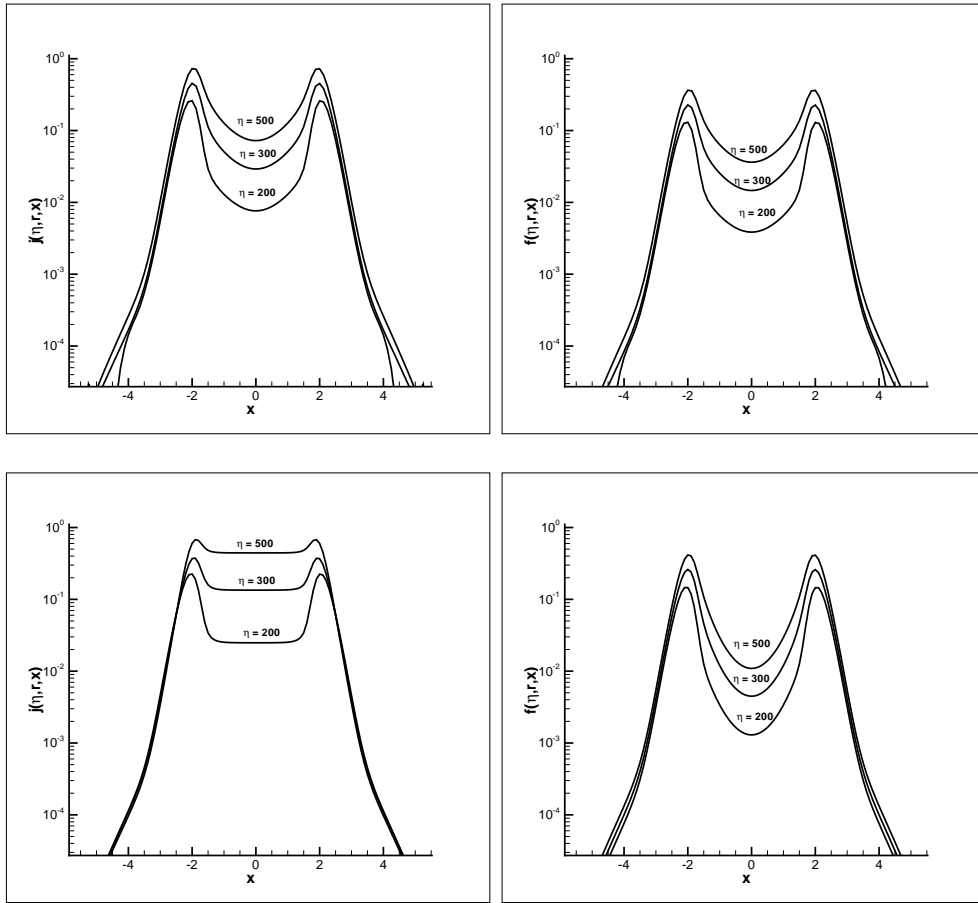 10⁰
10⁻¹
10⁻²
10⁻³
10⁻⁴
j(η,r,x)
η = 500
η = 300
η = 200
-4 -2 0 2 4
x
10⁰
10⁻¹
10⁻²
10⁻³
10⁻⁴
f(η,r,x)
η = 500
η = 300
η = 200
-4 -2 0 2 4
x
10⁰
10⁻¹
10⁻²
10⁻³
10⁻⁴
j(η,r,x)
η = 500
η = 300
η = 200
-4 -2 0 2 4
x
10⁰
10⁻¹
10⁻²
10⁻³
10⁻⁴
f(η,r,x)
η = 500
η = 300
η = 200
-4 -2 0 2 4
x